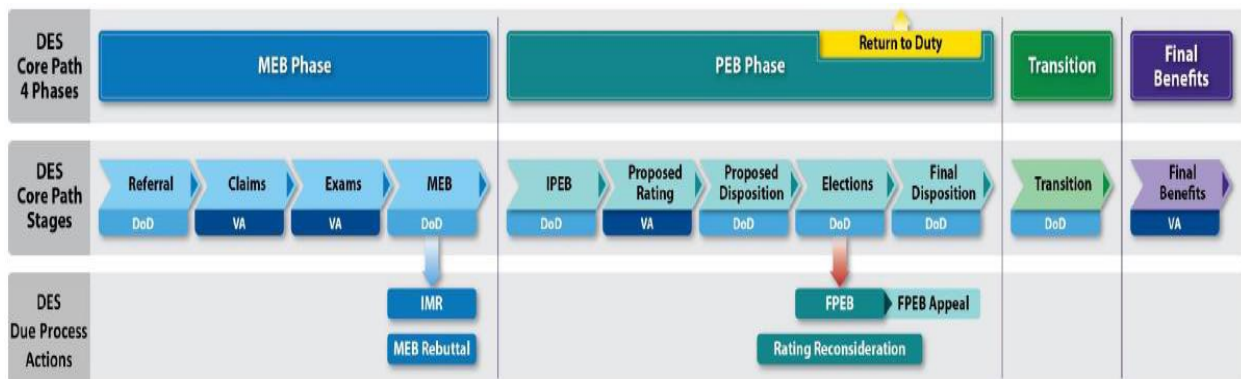 DES
Core Path
4 Phases
MEB Phase
PEB Phase
Return to Duty
Transition
Final
Benefits
DES
Core Path
Stages
Referral
DoD
Claims
VA
Exams
VA
MEB
DoD
IPEB
DoD
Proposed
Rating
VA
Proposed
Disposition
DoD
Elections
DoD
Final
Disposition
DoD
Transition
DoD
Final
Benefits
VA
DES
Due Process
Actions
IMR
MEB Rebuttal
FPEB
FPEB Appeal
Rating Reconsideration